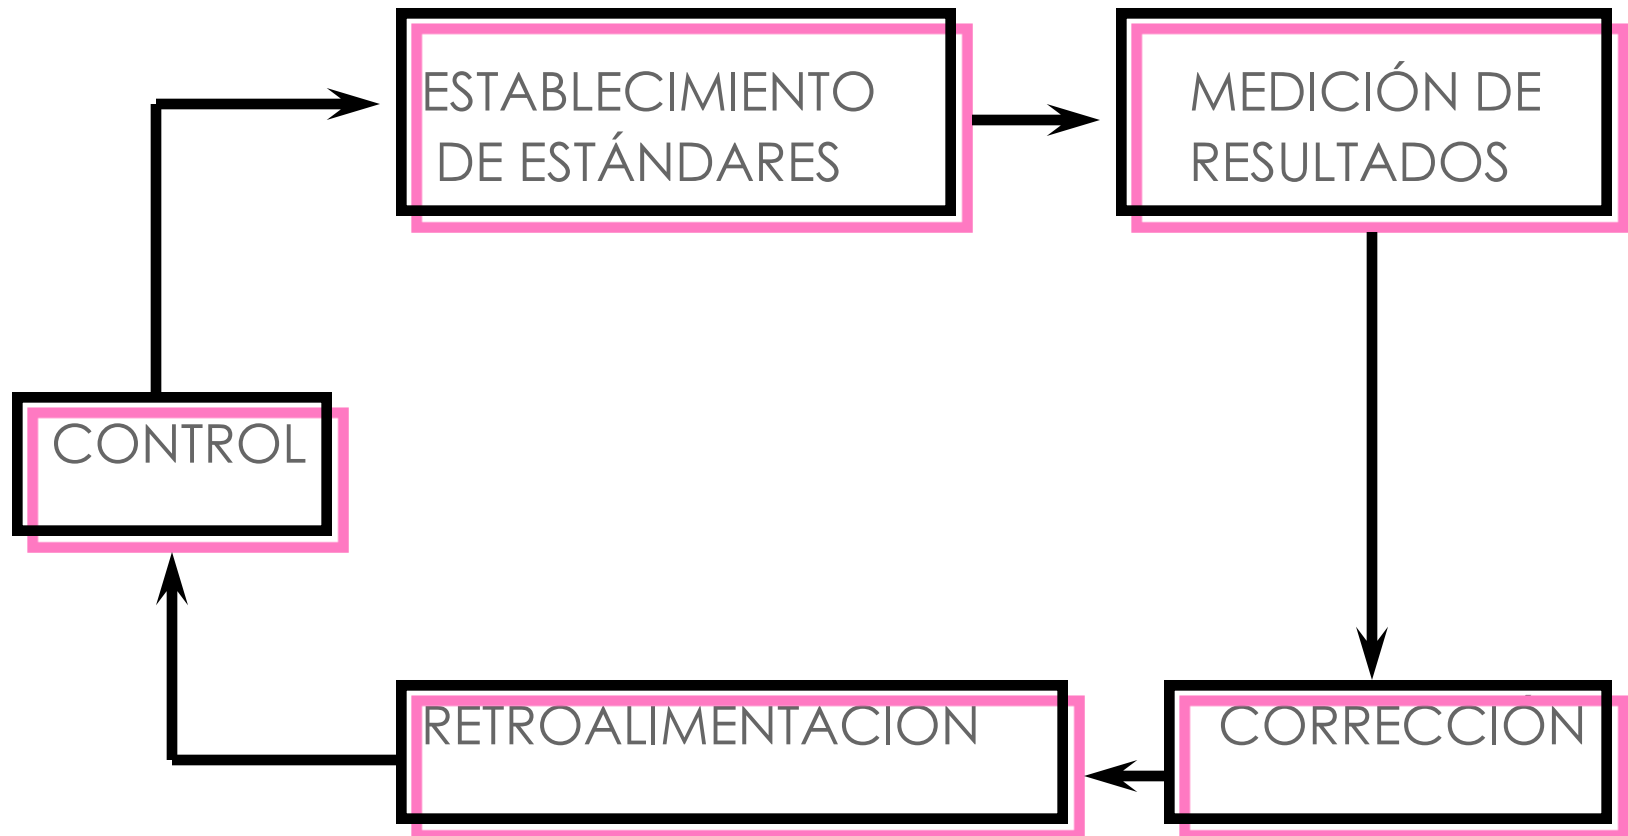 ESTABLECIMIENTO
DE ESTÁNDARES
MEDICIÓN DE
RESULTADOS
CONTROL
RETROALIMENTACION
CORRECCIÓN